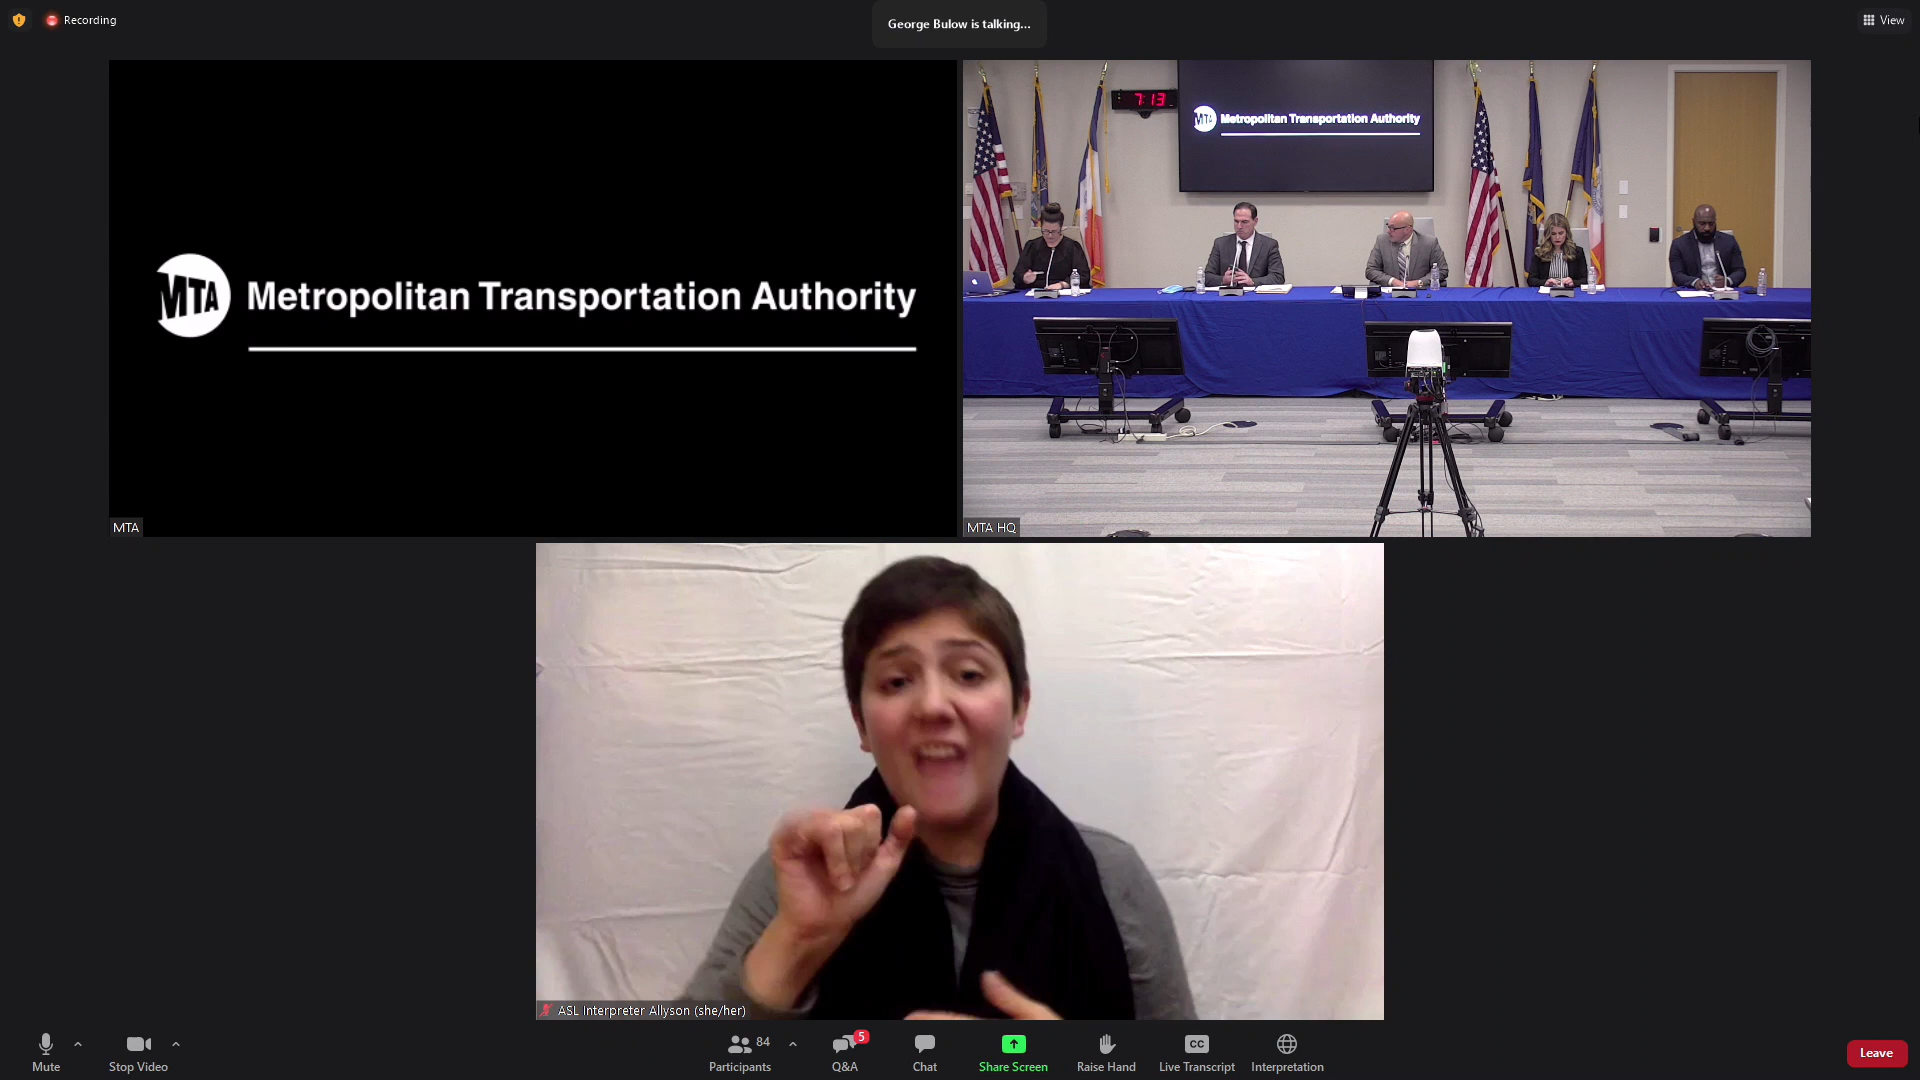 Recording
George Bulow is talking...
View
MTA Metropolitan Transportation Authority
MTA
7:13
MTA Metropolitan Transportation Authority
MTA HQ
ASL Interpreter Allyson (she/her)
Mute
Stop Video
84
Participants
5
Q&A
Chat
Share Screen
Raise Hand
CC
Live Transcript
Interpretation
Leave